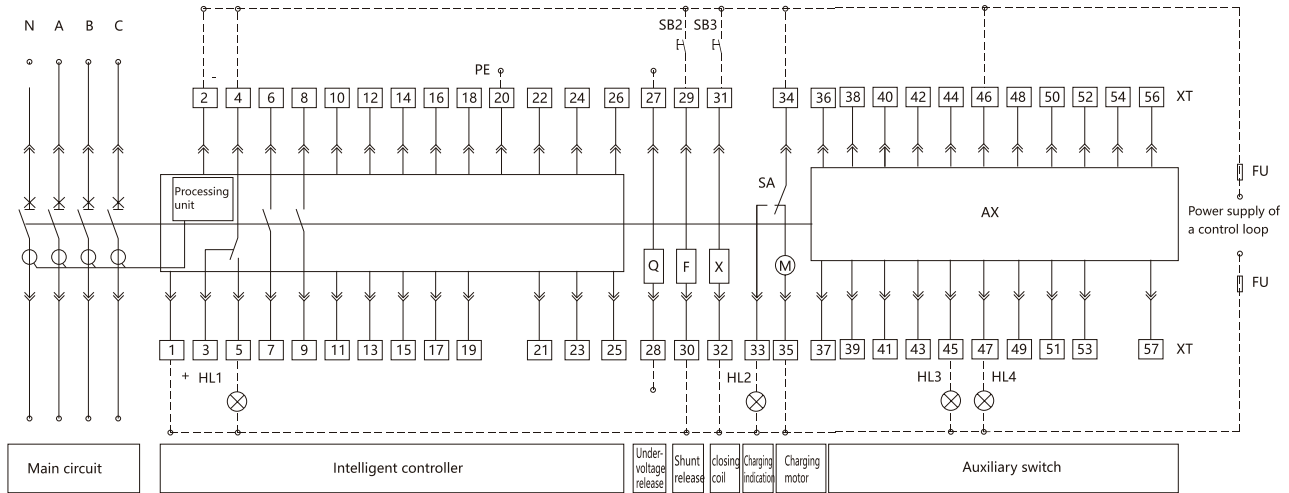 N A B C
SB2 SB3
PE
-
2 4 6 8 10 12 14 16 18 20 22 24 26 27 29 31 34 36 38 40 42 44 46 48 50 52 54 56 XT
FU
Processing
unit
SA
AX
Power supply of
a control loop
Q F X M
FU
1 3 5 7 9 11 13 15 17 19 21 23 25 28 30 32 33 35 37 39 41 43 45 47 49 51 53 57 XT
+ HL1 HL2 HL3 HL4
Main circuit
Intelligent controller
Under-
voltage
release
Shunt
release
closing
coil
Charging
indication
Charging
motor
Auxiliary switch